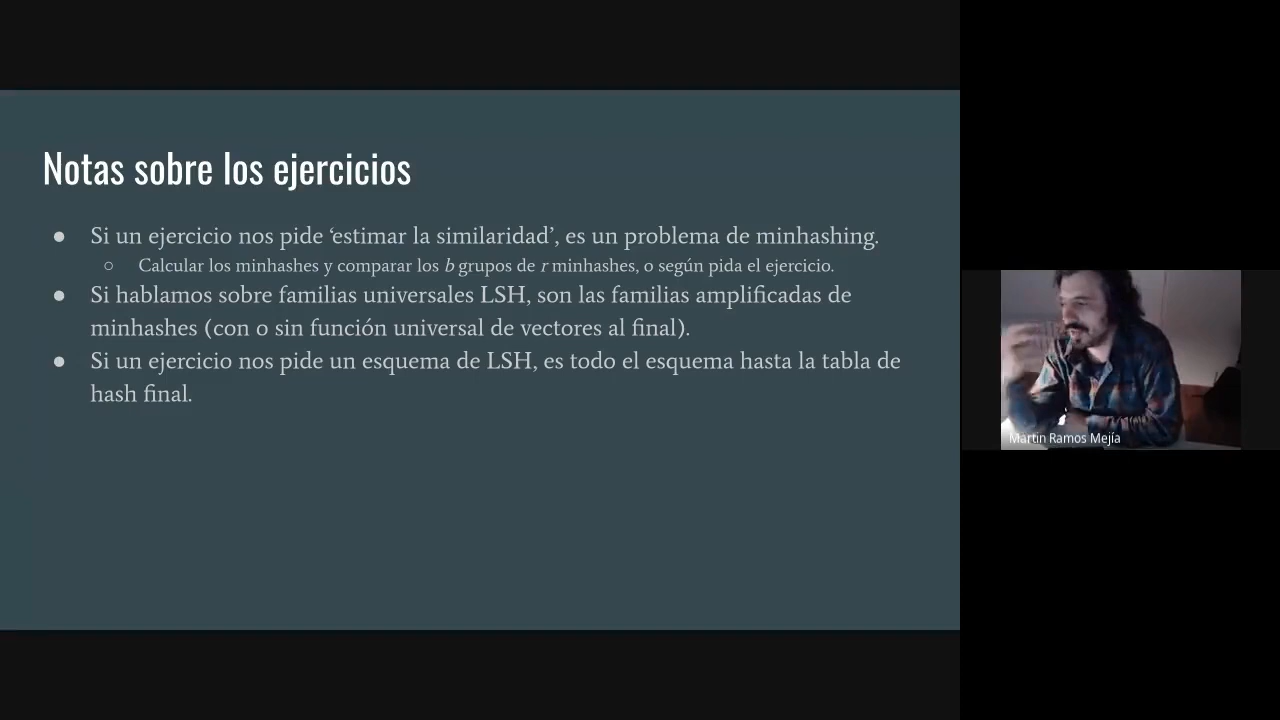 Notas sobre los ejercicios
● Si un ejercicio nos pide ‘estimar la similaridad’, es un problema de minhashing.
○ Calcular los minhashes y comparar los b grupos de r minhashes, o según pida el ejercicio.
● Si hablamos sobre familias universales LSH, son las familias amplificadas de
minhashes (con o sin función universal de vectores al final).
● Si un ejercicio nos pide un esquema de LSH, es todo el esquema hasta la tabla de
hash final.
Martin Ramos Mejía